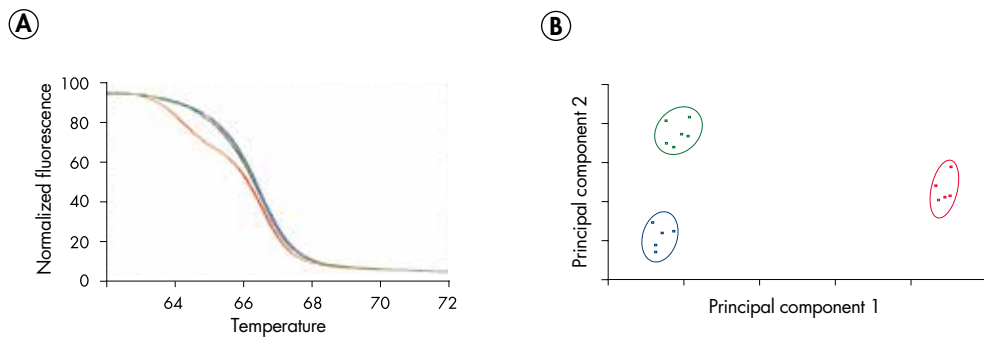 A
B
Normalized fluorescence
100
80
60
40
20
0
64 66 68 70 72
Temperature
Principal component 2
Principal component 1